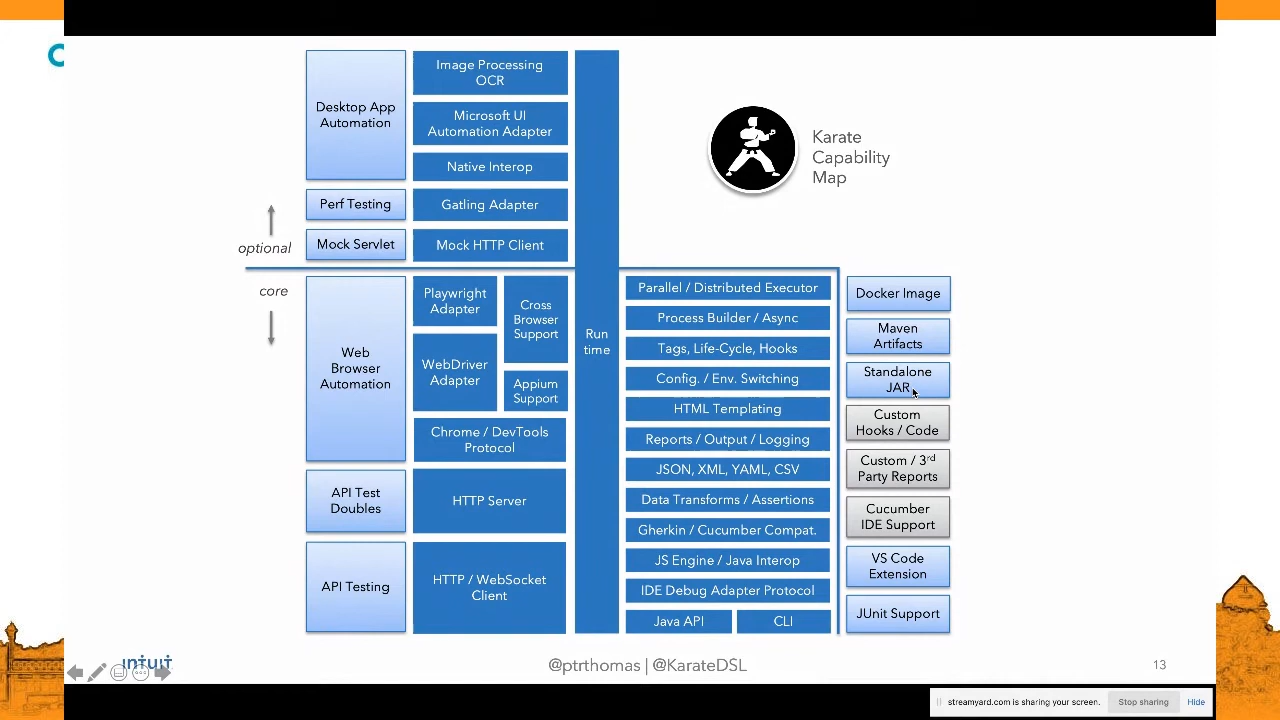 Desktop App
Automation
Image Processing
OCR
Microsoft UI
Automation Adapter
Native Interop
Perf Testing
Gatling Adapter
optional
Mock Servlet
Mock HTTP Client
Karate
Capability
Map
core
Web
Browser
Automation
Playwright
Adapter
Cross
Browser
Support
WebDriver
Adapter
Appium
Support
Chrome / DevTools
Protocol
API Test
Doubles
HTTP Server
API Testing
HTTP / WebSocket
Client
Run
time
Parallel / Distributed Executor
Process Builder / Async
Tags, Life-Cycle, Hooks
Config. / Env. Switching
HTML Templating
Reports / Output / Logging
JSON, XML, YAML, CSV
Data Transforms / Assertions
Gherkin / Cucumber Compat.
JS Engine / Java Interop
IDE Debug Adapter Protocol
Java API
CLI
Docker Image
Maven
Artifacts
Standalone
JAR
Custom
Hooks / Code
Custom / 3rd
Party Reports
Cucumber
IDE Support
VS Code
Extension
JUnit Support
intuit
@ptrthomas | @KarateDSL
13
streamyard.com is sharing your screen.
Stop sharing
Hide